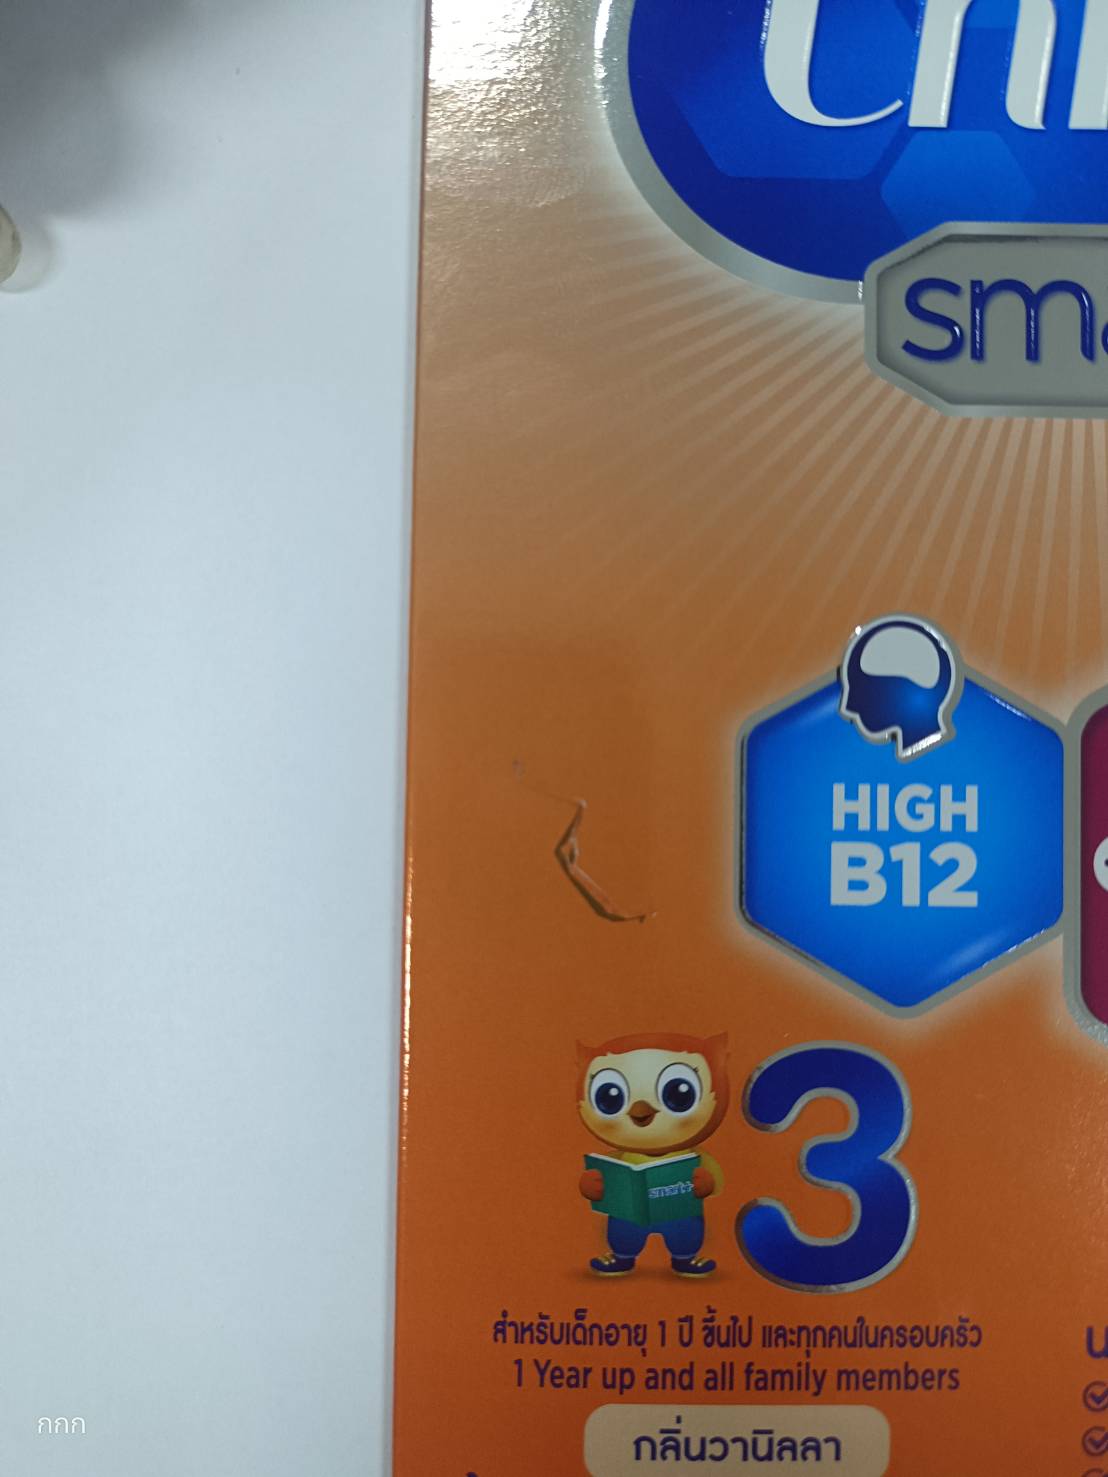 sm
HIGH
B12
smart+
3
สำหรับเด็กอายุ 1 ปี ขึ้นไป และทุกคนในครอบครัว
1 Year up and all family members
กลิ่นวานิลลา
กกก